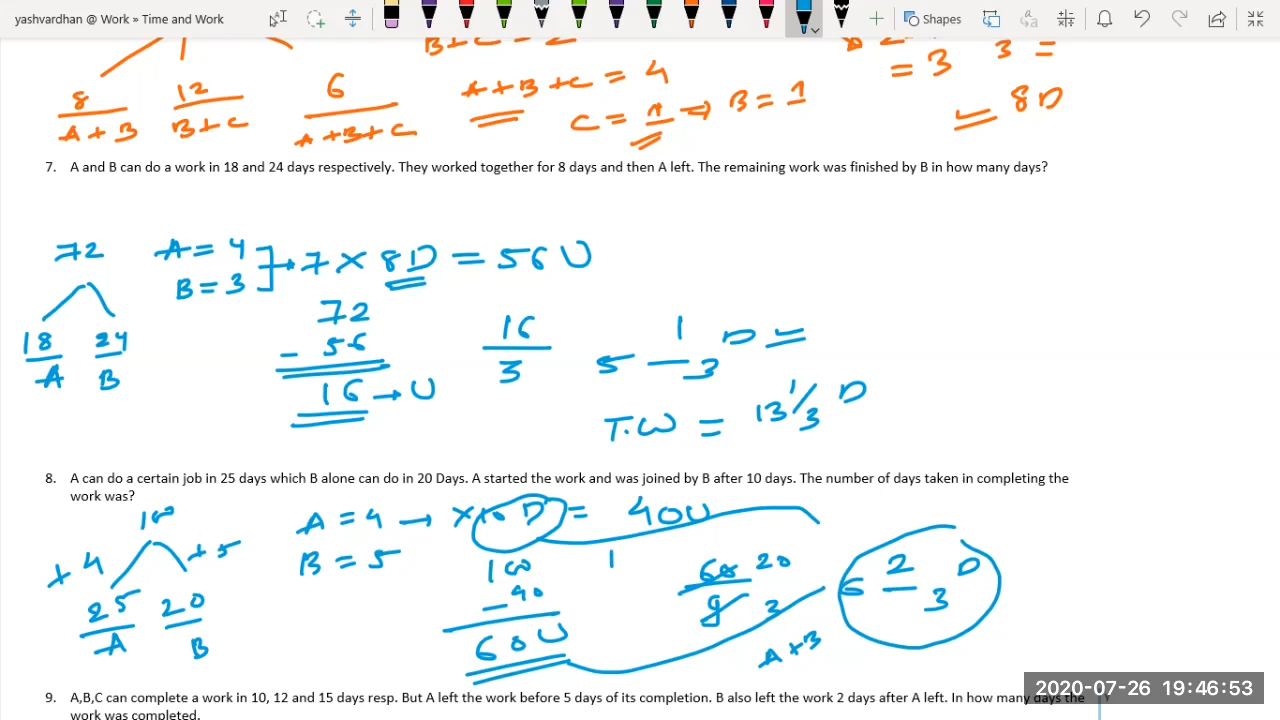 yashvardhan @ Work » Time and Work
Shapes
B+C = 2
A+B+C = 4
C = 1 → B = 1
= 3
3 =
8D
8 12 6
A+B B+C A+B+C
7. A and B can do a work in 18 and 24 days respectively. They worked together for 8 days and then A left. The remaining work was finished by B in how many days?
72 A = 4
B = 3 → 7 × 8D = 56 U
18 24
A B
72
- 56
16 → U
16
3
5 1/3 D =
T.W = 13 1/3 D
8. A can do a certain job in 25 days which B alone can do in 20 Days. A started the work and was joined by B after 10 days. The number of days taken in completing the
work was?
100
+4 +5
25 20
A B
A = 4 → ×10 D = 40U
B = 5
100
- 40
60U
1
60 20
9 3
A+B
6 2/3 D
9. A,B,C can complete a work in 10, 12 and 15 days resp. But A left the work before 5 days of its completion. B also left the work 2 days after A left. In how many days the
work was completed.
2020-07-26 19:46:53